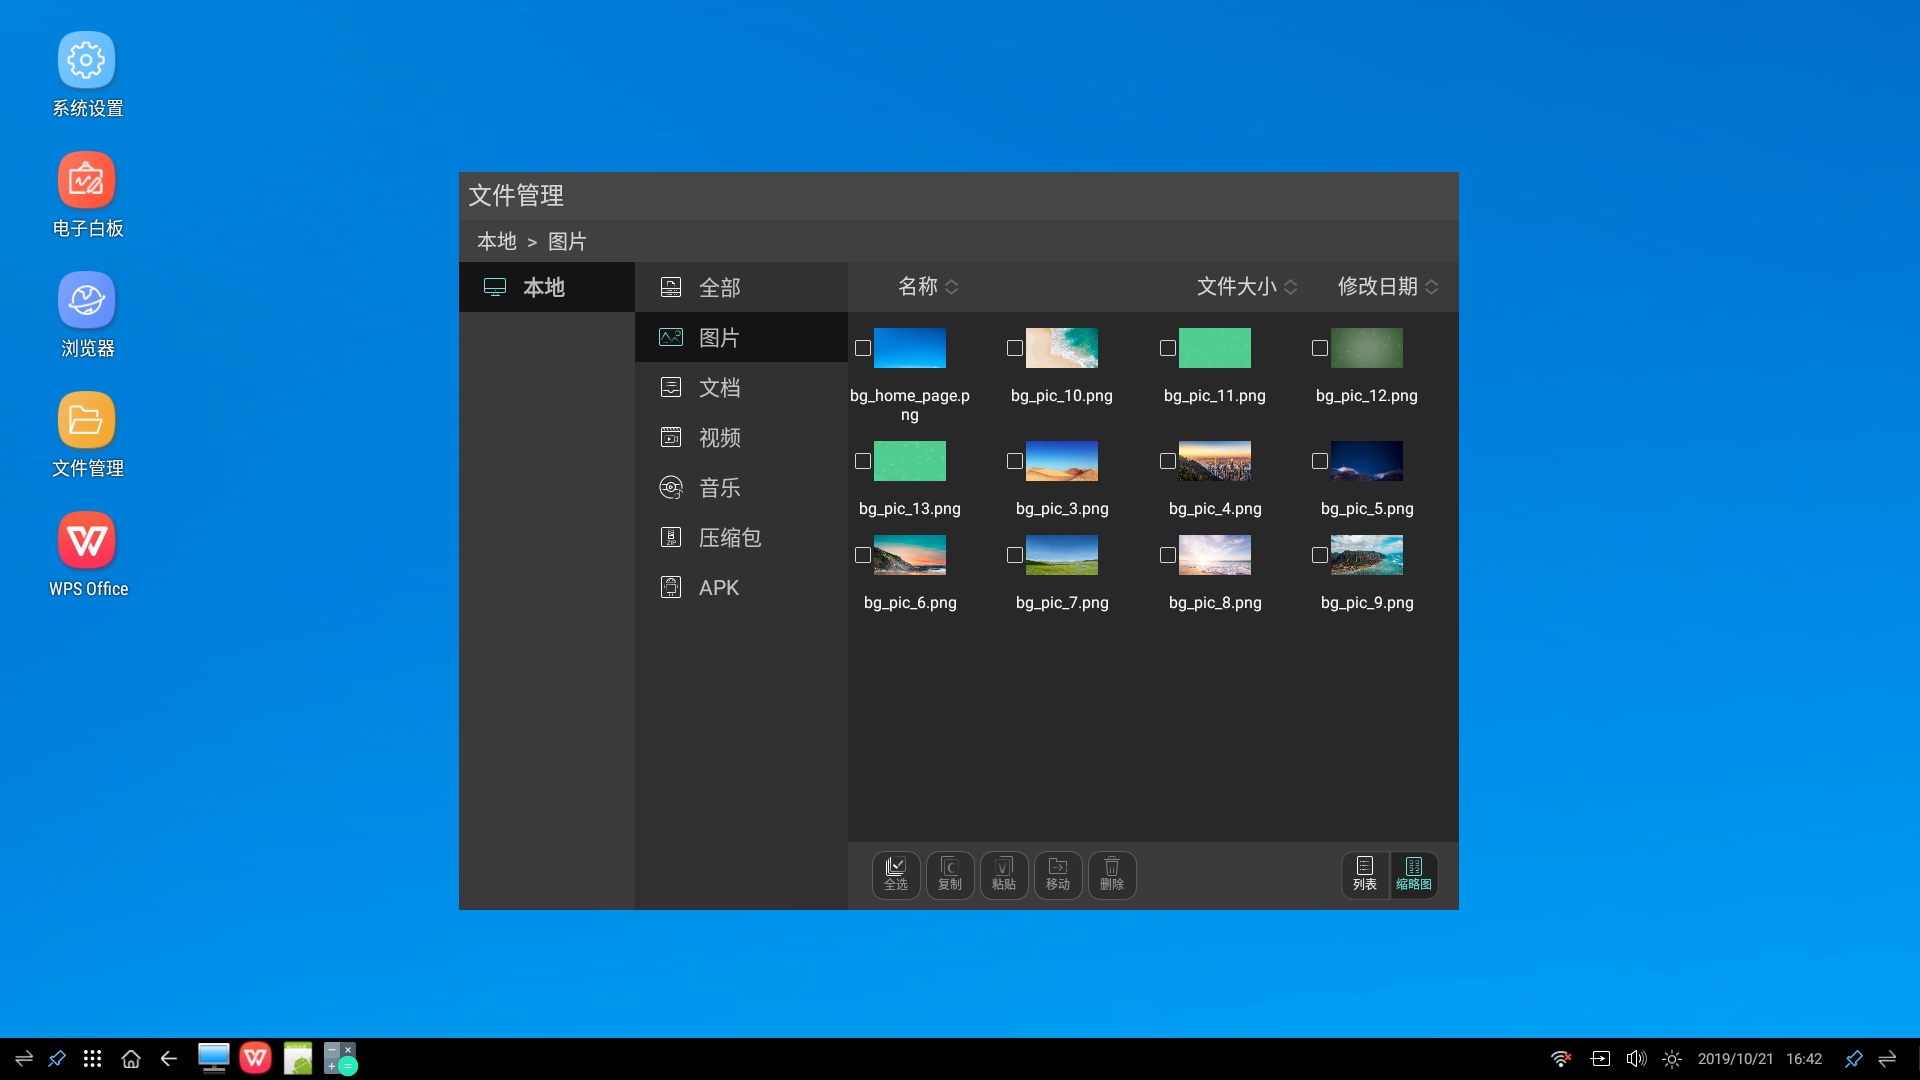 系统设置
电子白板
浏览器
文件管理
WPS Office
文件管理
本地 > 图片
本地
全部
图片
文档
视频
音乐
压缩包
APK
名称 文件大小 修改日期
bg_home_page.p
ng
bg_pic_10.png
bg_pic_11.png
bg_pic_12.png
bg_pic_13.png
bg_pic_3.png
bg_pic_4.png
bg_pic_5.png
bg_pic_6.png
bg_pic_7.png
bg_pic_8.png
bg_pic_9.png
全选
复制
粘贴
移动
删除
列表
缩略图
2019/10/21 16:42